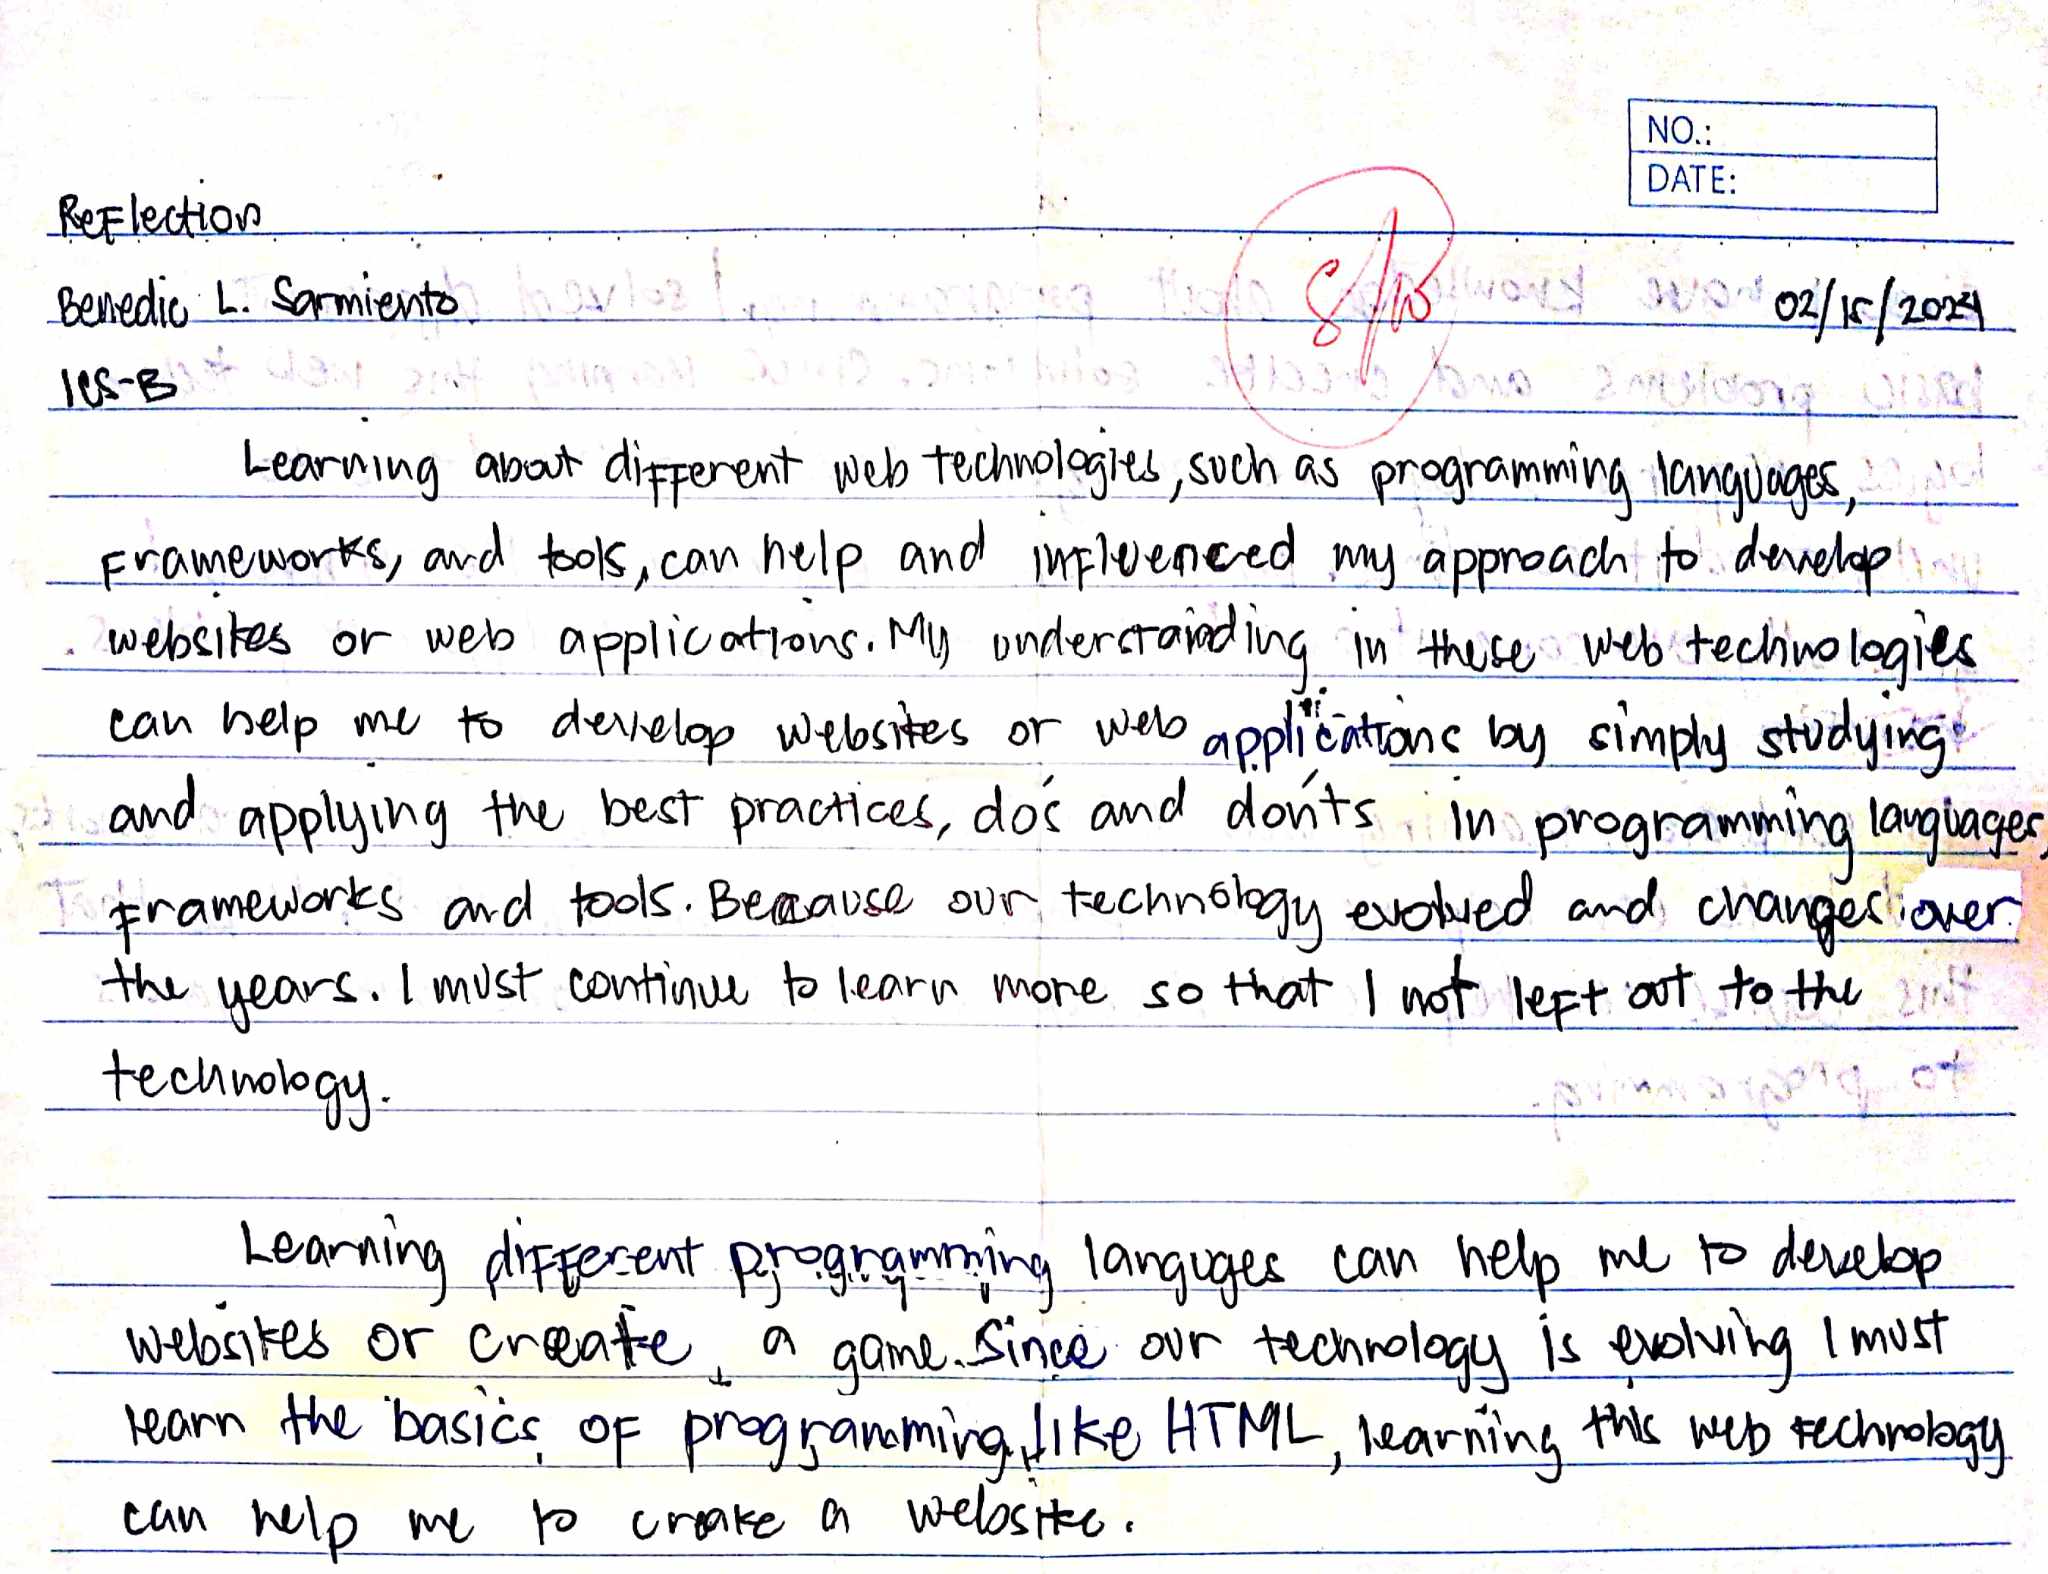 NO.:
DATE:
Reflection
8/10
Benedic L. Sarmiento 02/15/2024
1CS-B
Learning about different web technologies, such as programming languages,
frameworks, and tools, can help and influenced my approach to develop
websites or web applications. My understanding in these web technologies
can help me to develop websites or web applications by simply studying
and applying the best practices, do's and don'ts in programming languages,
frameworks and tools. Because our technology evolved and changes over
the years. I must continue to learn more so that I not left out to the
technology.
Learning different programming languges can help me to develop
websites or create a game. Since our technology is evolving I must
learn the basics of programming like HTML, learning this web technology
can help me to create a website.